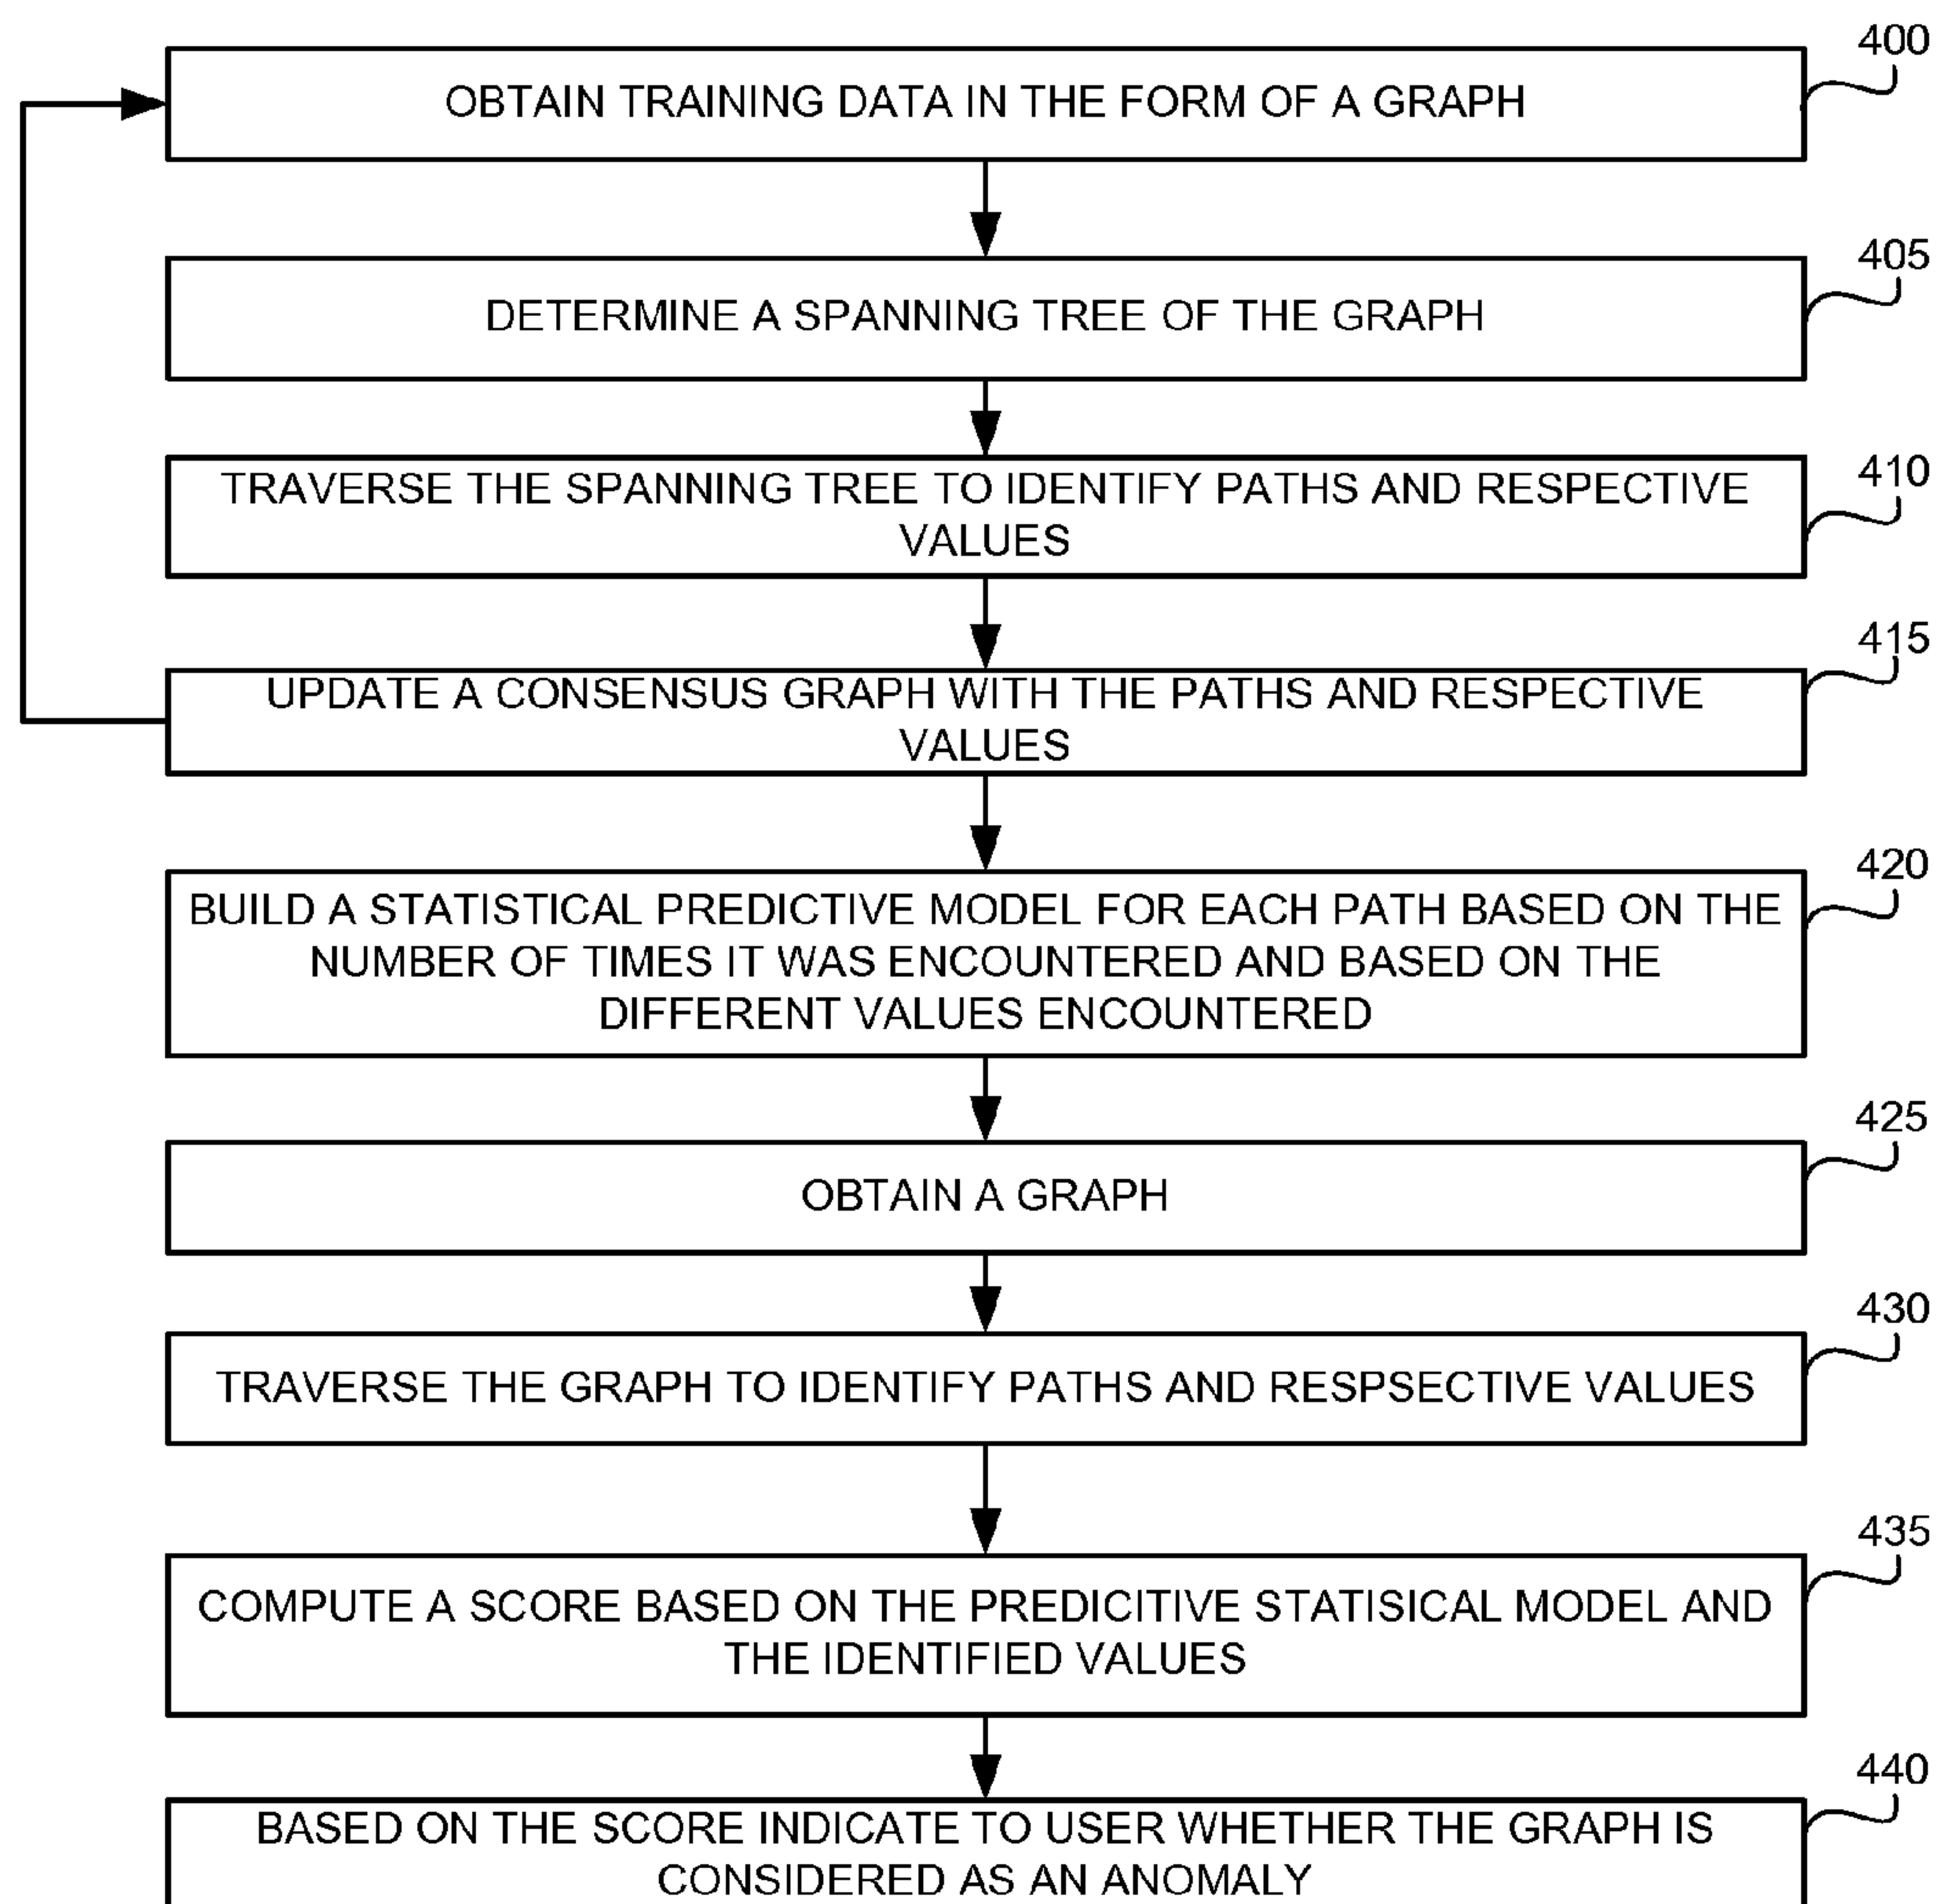 400
OBTAIN TRAINING DATA IN THE FORM OF A GRAPH
405
DETERMINE A SPANNING TREE OF THE GRAPH
410
TRAVERSE THE SPANNING TREE TO IDENTIFY PATHS AND RESPECTIVE
VALUES
415
UPDATE A CONSENSUS GRAPH WITH THE PATHS AND RESPECTIVE
VALUES
420
BUILD A STATISTICAL PREDICTIVE MODEL FOR EACH PATH BASED ON THE
NUMBER OF TIMES IT WAS ENCOUNTERED AND BASED ON THE
DIFFERENT VALUES ENCOUNTERED
425
OBTAIN A GRAPH
430
TRAVERSE THE GRAPH TO IDENTIFY PATHS AND RESPSECTIVE VALUES
435
COMPUTE A SCORE BASED ON THE PREDICITIVE STATISICAL MODEL AND
THE IDENTIFIED VALUES
440
BASED ON THE SCORE INDICATE TO USER WHETHER THE GRAPH IS
CONSIDERED AS AN ANOMALY